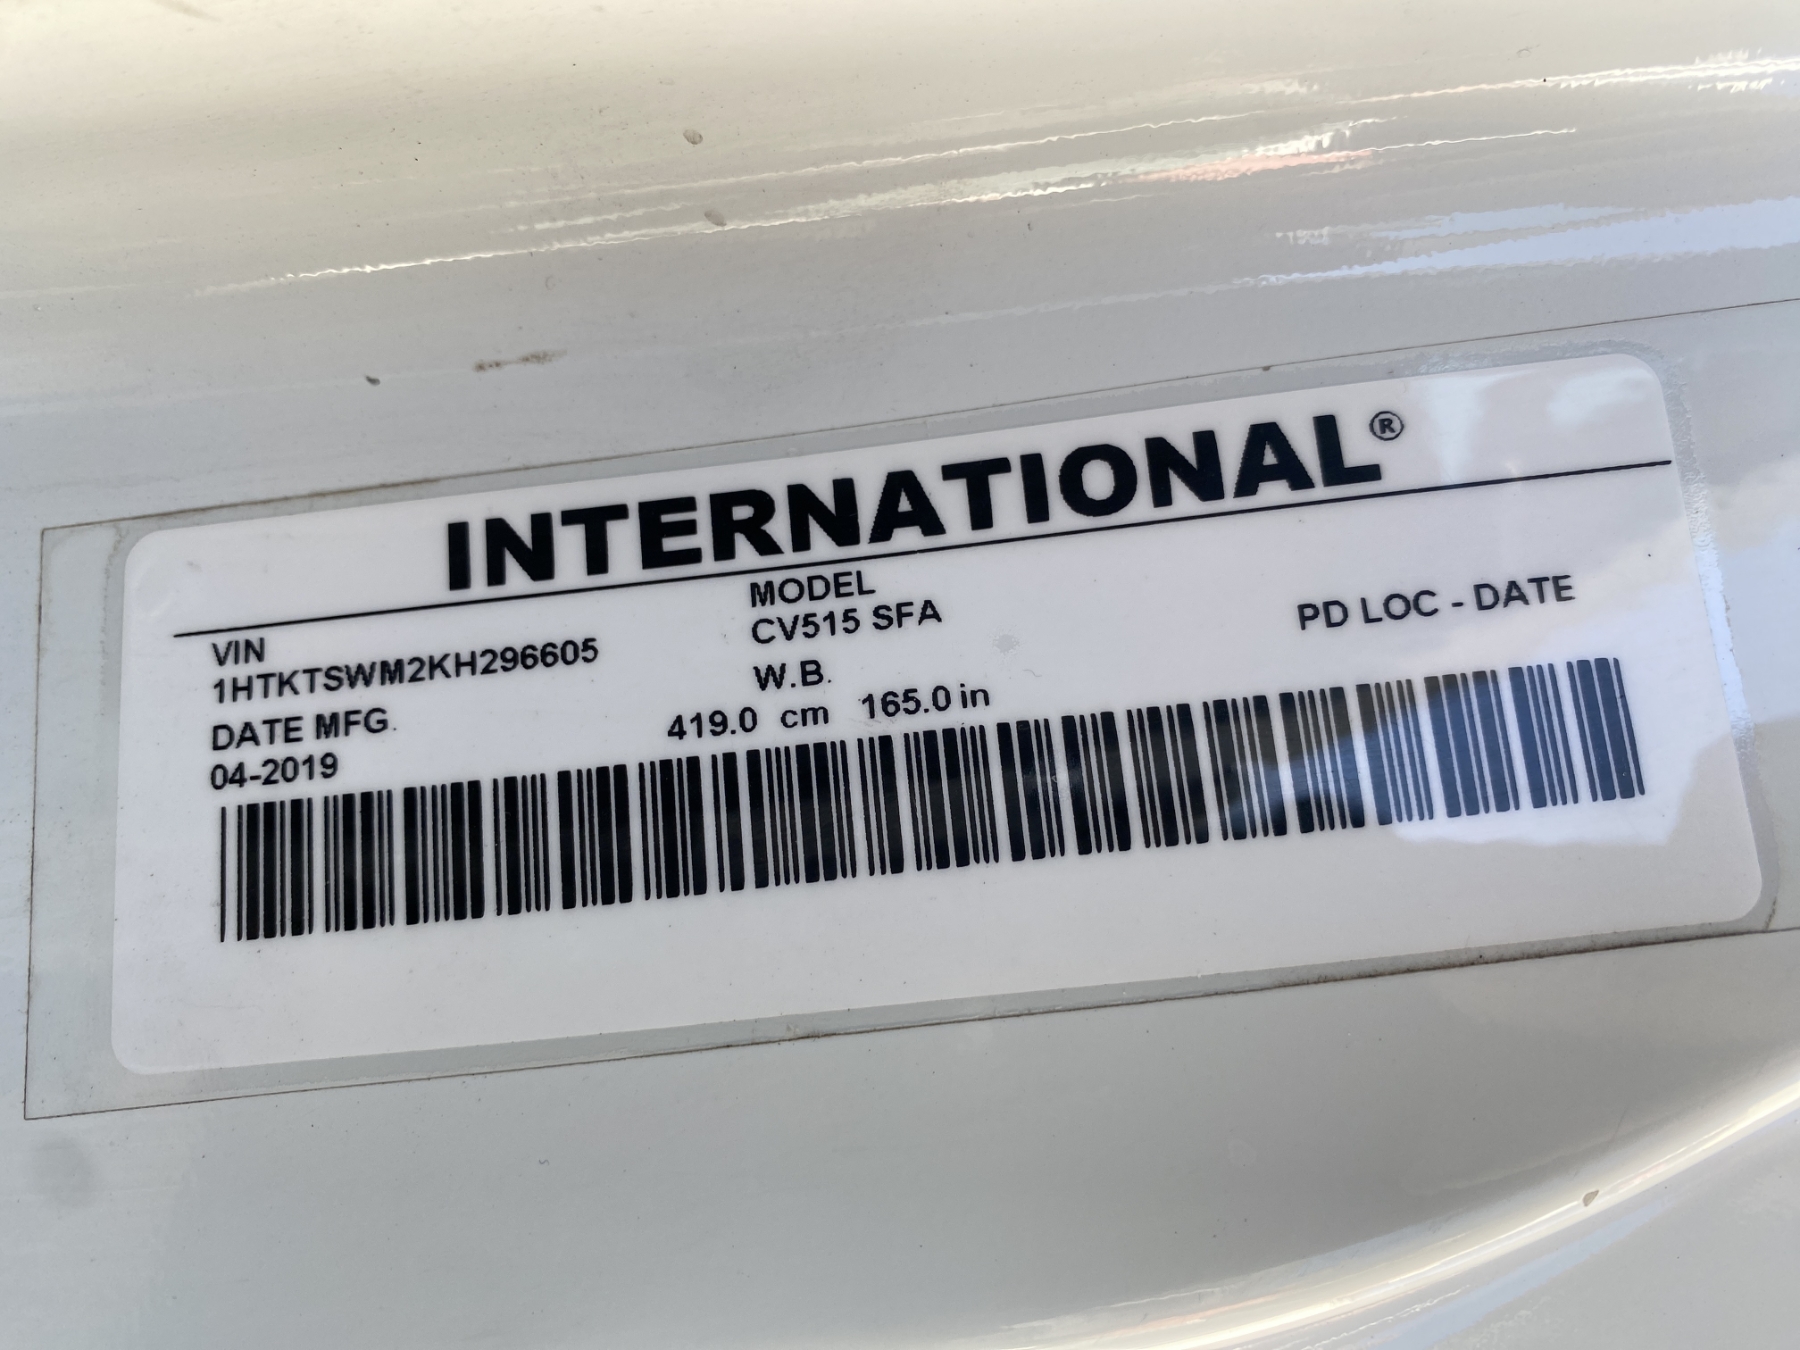 INTERNATIONAL®
VIN
1HTKTSWM2KH296605
DATE MFG.
04-2019
MODEL
CV515 SFA
W.B.
419.0 cm 165.0 in
PD LOC - DATE